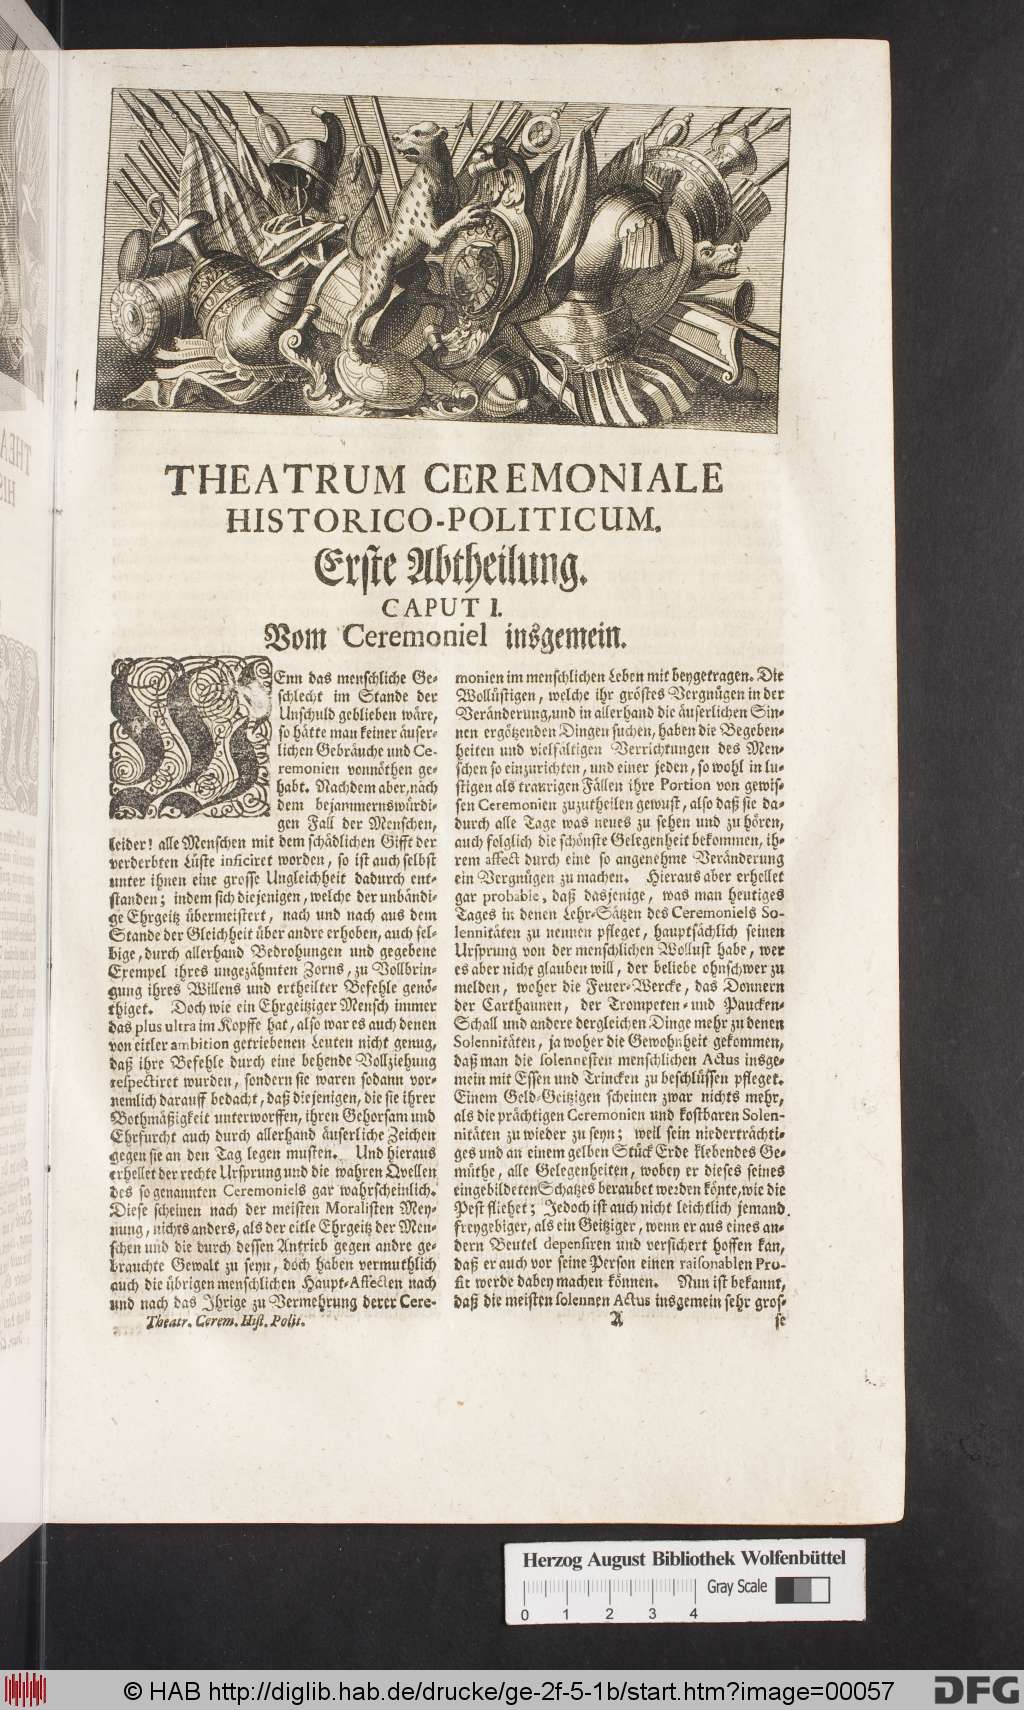 THEATRUM CEREMONIALE
HISTORICO-POLITICUM.
Erste Abtheilung.
CAPUT I.
Vom Ceremoniel insgemein.
WEnn das menschliche Ge-
schlecht im Stande der
Unschuld geblieben wäre,
so hätte man keiner äuser-
lichen Gebräuche und Ce-
remonien vonnöthen ge-
habt. Nachdem aber, nach
dem bejammernswürdi-
gen Fall der Menschen,
leider! alle Menschen mit dem schädlichen Gifft der
verderbten Lüste inficiret worden, so ist auch selbst
unter ihnen eine grosse Ungleichheit dadurch ent-
standen; indem sich diejenigen, welche der unbändi-
ge Ehrgeitz übermeistert, nach und nach aus dem
Stande der Gleichheit über andre erhoben, auch sel-
bige, durch allerhand Bedrohungen und gegebene
Exempel ihres ungezähmten Zorns, zu Vollbrin-
gung ihres Willens und ertheilter Befehle genö-
thiget. Doch wie ein Ehrgeitziger Mensch immer
das plus ultra im Kopffe hat, also war es auch denen
von eitler ambition getriebenen Leuten nicht genug,
daß ihre Befehle durch eine behende Vollziehung
respectiret wurden, sondern sie waren sodann vor-
nemlich darauff bedacht, daß diejenigen, die sie ihrer
Bothmäßigkeit unterworffen, ihren Gehorsam und
Ehrfurcht auch durch allerhand äuserliche Zeichen
gegen sie an den Tag legen musten. Und hieraus
erhellet der rechte Ursprung und die wahren Qvellen
des so genannten Ceremoniels gar wahrscheinlich.
Diese scheinen nach der meisten Moralisten Mey-
nung, nichts anders, als der eitle Ehrgeitz der Men-
schen und die durch dessen Antrieb gegen andre ge-
brauchte Gewalt zu seyn, doch haben vermuthlich
auch die übrigen menschlichen Haupt-Affecten nach
und nach das Ihrige zu Vermehrung derer Cere-
monien im menschlichen Leben mit beygetragen. Die
Wollüstigen, welche ihr gröstes Vergnügen in der
Veränderung, und in allerhand die äuserlichen Sin-
nen ergötzenden Dingen suchen, haben die Begeben-
heiten und vielfältigen Verrichtungen des Men-
schen so einzurichten, und einer jeden, so wohl in lu-
stigen als traurigen Fällen ihre Portion von gewis-
sen Ceremonien zuzutheilen gewust, also daß sie da-
durch alle Tage was neues zu sehen und zu hören,
auch folglich die schönste Gelegenheit bekommen, ih-
rem affect durch eine so angenehme Veränderung
ein Vergnügen zu machen. Hieraus aber erhellet
gar probable, daß dasjenige, was man heutiges
Tages in denen Lehr-Sätzen des Ceremoniels So-
lennitäten zu nennen pfleget, hauptsächlich seinen
Ursprung von der menschlichen Wollust habe, wer
es aber nicht glauben will, der beliebe ohnschwer zu
melden, woher die Feuer-Wercke, das Donnern
der Carthaunen, der Trompeten- und Paucken-
Schall und andere dergleichen Dinge mehr zu denen
Solennitäten, ja woher die Gewohnheit gekommen,
daß man die solennesten menschlichen Actus insge-
mein mit Essen und Trincken zu beschlüssen pfleget.
Einem Geld-Geitzigen scheinen zwar nichts mehr,
als die prächtigen Ceremonien und kostbaren Solen-
nitäten zu wieder zu seyn; weil sein niederträchti-
ges und an einem gelben Stück Erde klebendes Ge-
müthe, alle Gelegenheiten, wobey er dieses seines
eingebildeten Schatzes beraubet werden könte, wie die
Pest fliehet; Jedoch ist auch nicht leichtlich jemand
freygebiger, als ein Geitziger, wenn er aus eines an-
dern Beutel depensiren und versichert hoffen kan,
daß er auch vor seine Person einen raisonablen Pro-
fit werde dabey machen können. Nun ist bekannt,
daß die meisten solennen Actus insgemein sehr gros-
Theatr. Cerem. Hist. Polit. A se
Herzog August Bibliothek Wolfenbüttel
Gray Scale
0 1 2 3 4
© HAB http://diglib.hab.de/drucke/ge-2f-5-1b/start.htm?image=00057
DFG